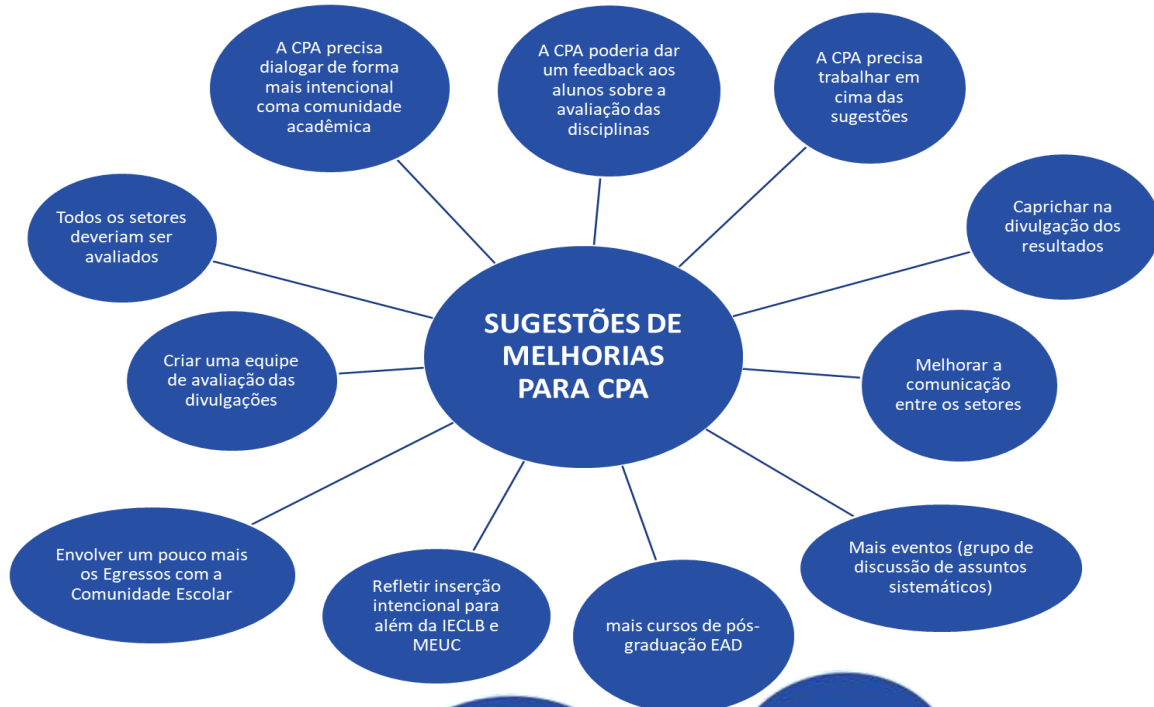 A CPA precisa
dialogar de forma
mais intencional
coma comunidade
acadêmica
A CPA poderia dar
um feedback aos
alunos sobre a
avaliação das
disciplinas
A CPA precisa
trabalhar em
cima das
sugestões
Todos os setores
deveriam ser
avaliados
Caprichar na
divulgação dos
resultados
SUGESTÕES DE
MELHORIAS
PARA CPA
Criar uma equipe
de avaliação das
divulgações
Melhorar a
comunicação
entre os setores
Envolver um pouco mais
os Egressos com a
Comunidade Escolar
Refletir inserção
intencional para
além da IECLB e
MEUC
mais cursos de pós-
graduação EAD
Mais eventos (grupo de
discussão de assuntos
sistemáticos)